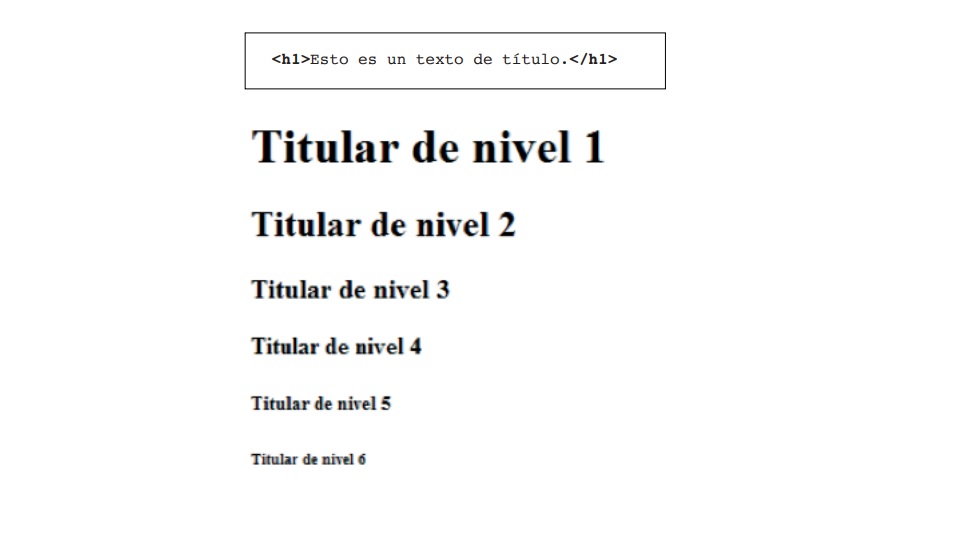 <h1>Esto es un texto de título.</h1>
Titular de nivel 1
Titular de nivel 2
Titular de nivel 3
Titular de nivel 4
Titular de nivel 5
Titular de nivel 6